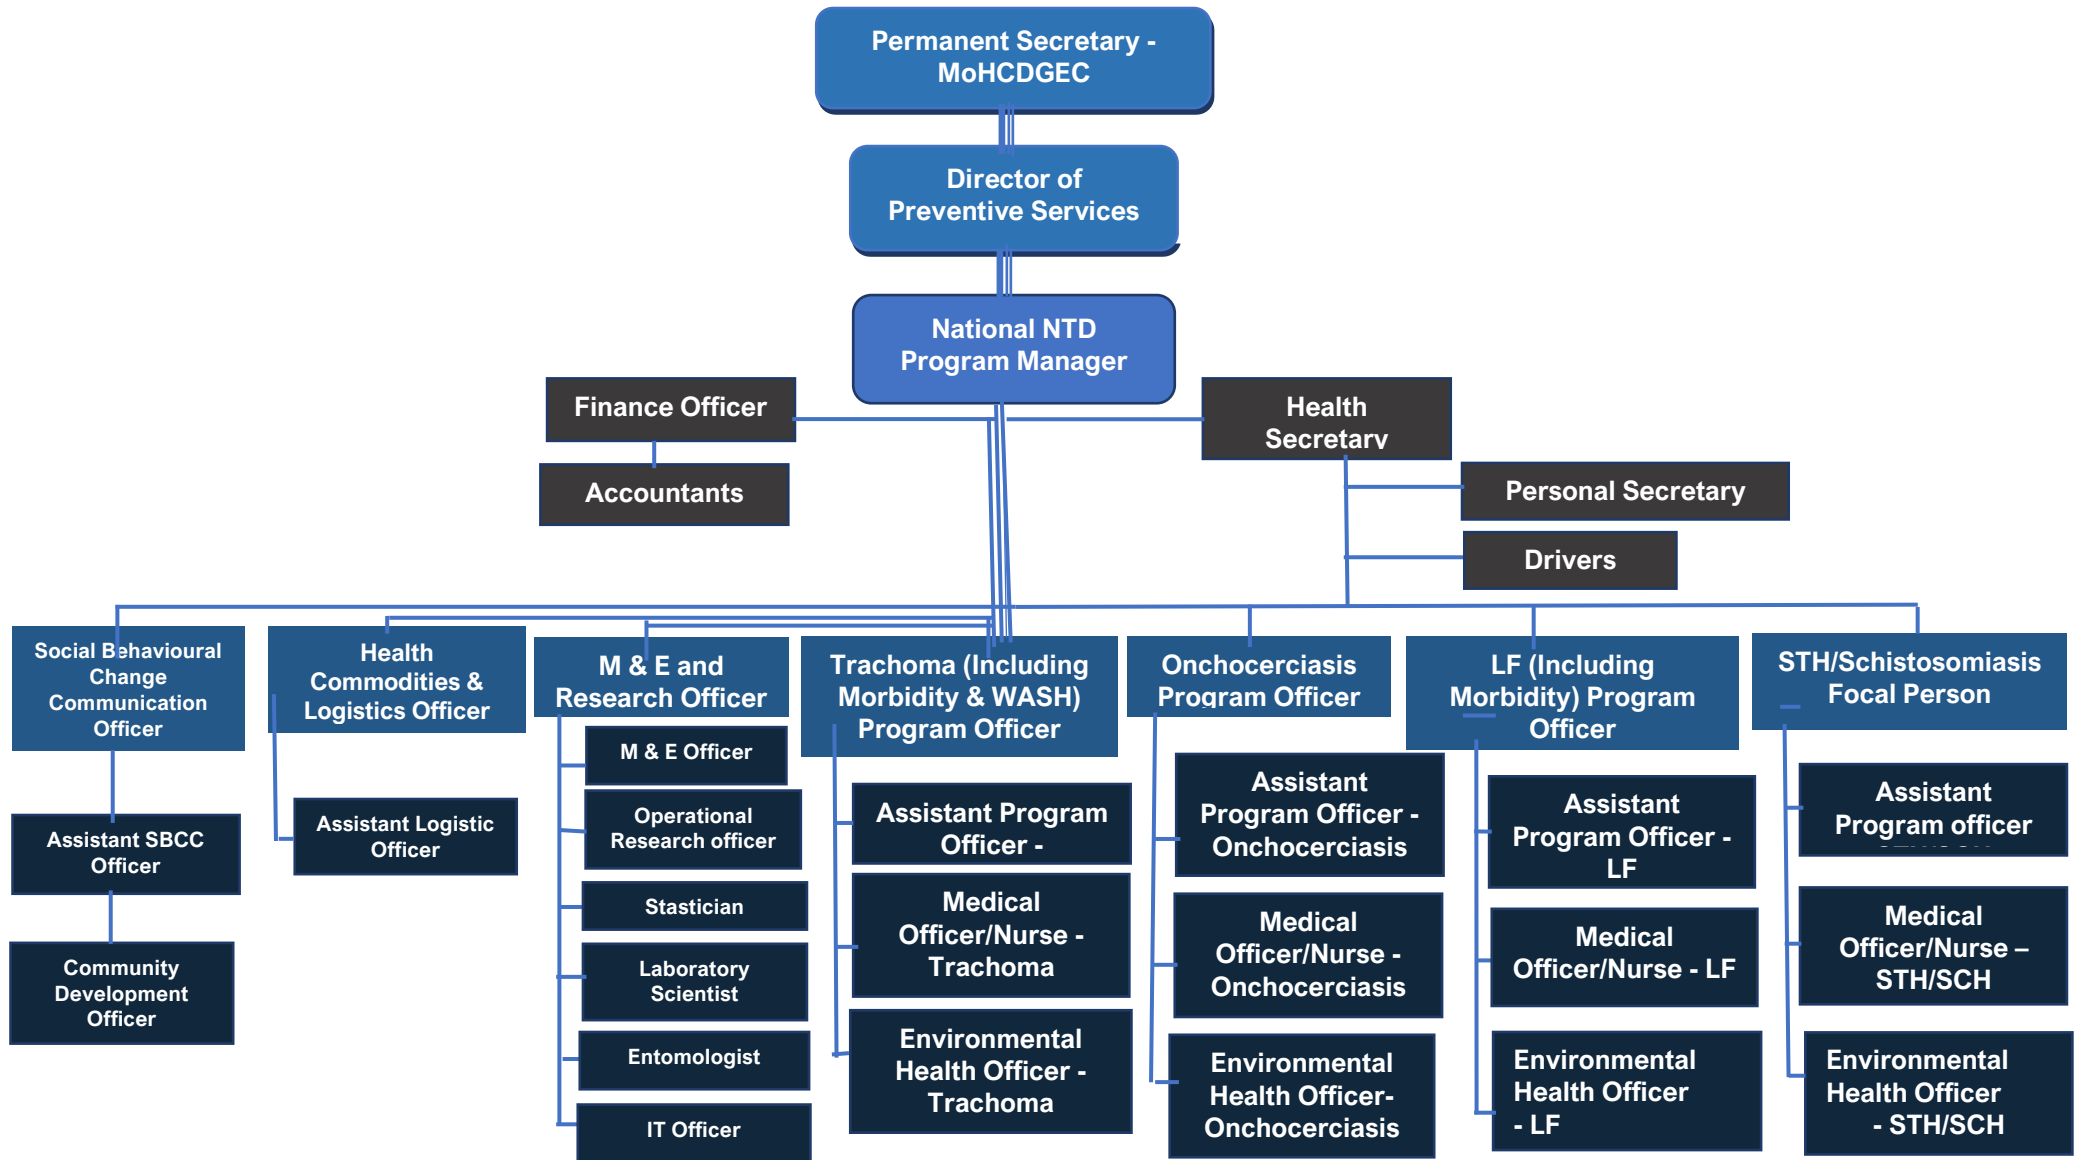 Permanent Secretary -
MoHCDGEC
Director of
Preventive Services
National NTD
Program Manager
Finance Officer
Health
Secretary
Accountants
Personal Secretary
Drivers
Social Behavioural
Change
Communication
Officer
Health
Commodities &
Logistics Officer
M & E and
Research Officer
Trachoma (Including
Morbidity & WASH)
Program Officer
Onchocerciasis
Program Officer
LF (Including
Morbidity) Program
Officer
STH/Schistosomiasis
Focal Person
Assistant SBCC
Officer
Community
Development
Officer
Assistant Logistic
Officer
M & E Officer
Operational
Research officer
Stastician
Laboratory
Scientist
Entomologist
IT Officer
Assistant Program
Officer -
Medical
Officer/Nurse -
Trachoma
Environmental
Health Officer -
Trachoma
Assistant
Program Officer -
Onchocerciasis
Medical
Officer/Nurse -
Onchocerciasis
Environmental
Health Officer-
Onchocerciasis
Assistant
Program Officer -
LF
Medical
Officer/Nurse - LF
Environmental
Health Officer
- LF
Assistant
Program officer
Medical
Officer/Nurse –
STH/SCH
Environmental
Health Officer
- STH/SCH